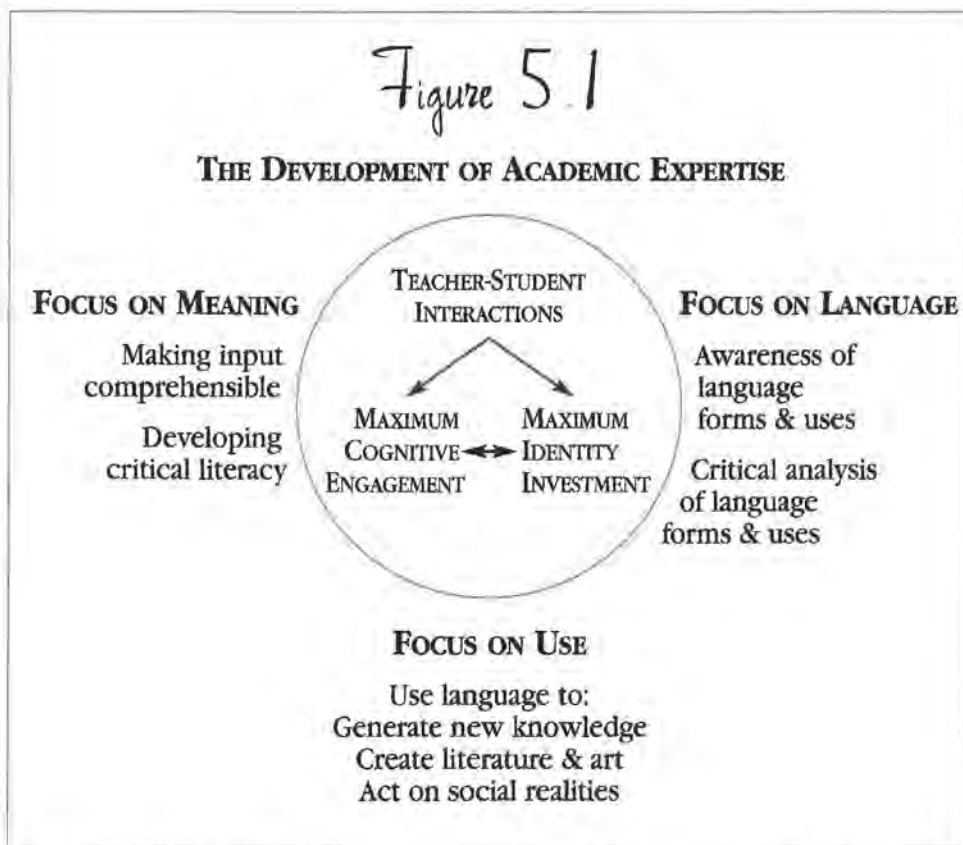 Figure 5.1
THE DEVELOPMENT OF ACADEMIC EXPERTISE
TEACHER-STUDENT
INTERACTIONS
MAXIMUM
COGNITIVE
ENGAGEMENT
MAXIMUM
IDENTITY
INVESTMENT
FOCUS ON MEANING
Making input
comprehensible
Developing
critical literacy
FOCUS ON LANGUAGE
Awareness of
language
forms & uses
Critical analysis
of language
forms & uses
FOCUS ON USE
Use language to:
Generate new knowledge
Create literature & art
Act on social realities